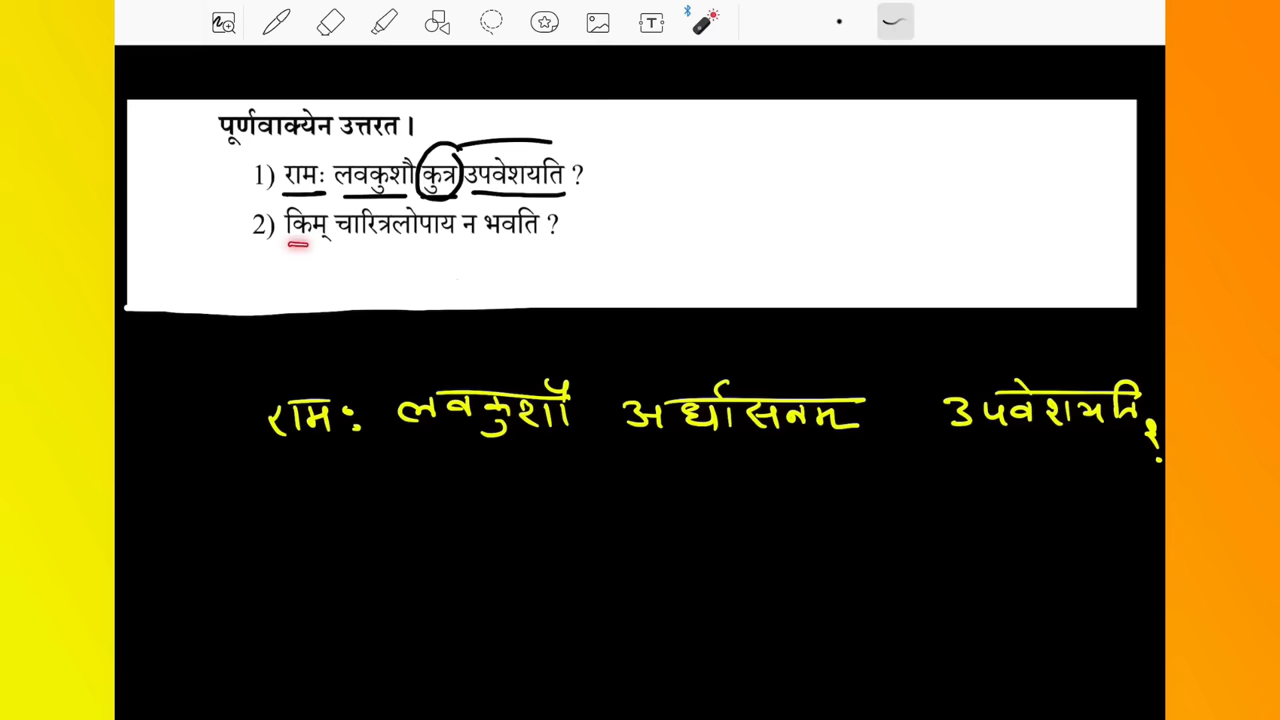 पूर्णवाक्येन उत्तरत ।
1) रामः लवकुशौ कुत्र उपवेशयति ?
2) किम् चारित्रलोपाय न भवति ?
रामः लवकुशौ अर्धासनम उपवेशयति ?